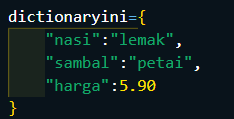 dictionaryini={
    "nasi":"lemak",
    "sambal":"petai",
    "harga":5.90
}